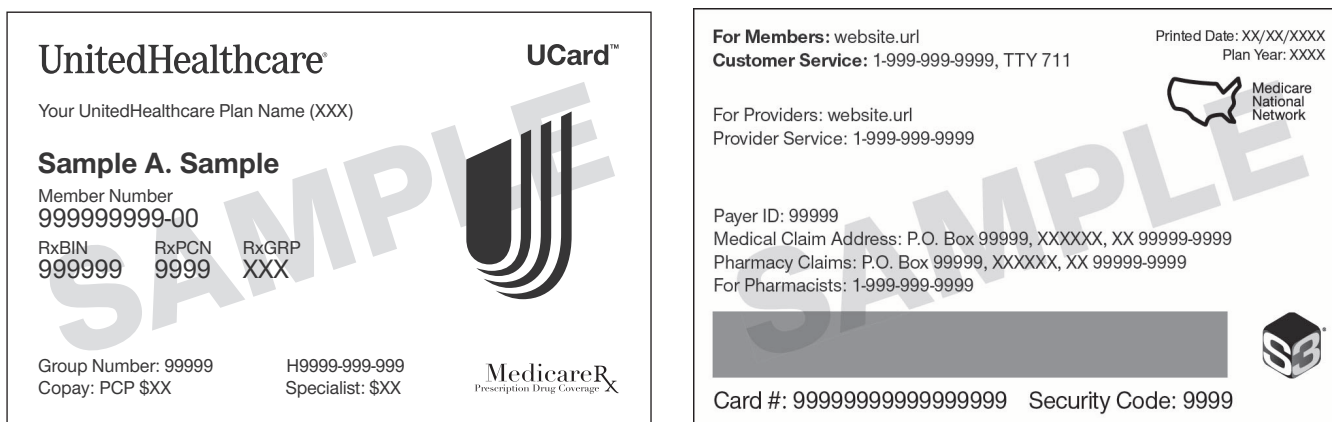 UnitedHealthcare®
UCard™
Your UnitedHealthcare Plan Name (XXX)
Sample A. Sample
Member Number
999999999-00
RxBIN RxPCN RxGRP
999999 9999 XXX
Group Number: 99999 H9999-999-999
Copay: PCP $XX Specialist: $XX
MedicareRx
Prescription Drug Coverage
SAMPLE
For Members: website.url
Customer Service: 1-999-999-9999, TTY 711
Printed Date: XX/XX/XXXX
Plan Year: XXXX
Medicare
National
Network
For Providers: website.url
Provider Service: 1-999-999-9999
Payer ID: 99999
Medical Claim Address: P.O. Box 99999, XXXXXX, XX 99999-9999
Pharmacy Claims: P.O. Box 99999, XXXXXX, XX 99999-9999
For Pharmacists: 1-999-999-9999
S3
Card #: 99999999999999999 Security Code: 9999
SAMPLE